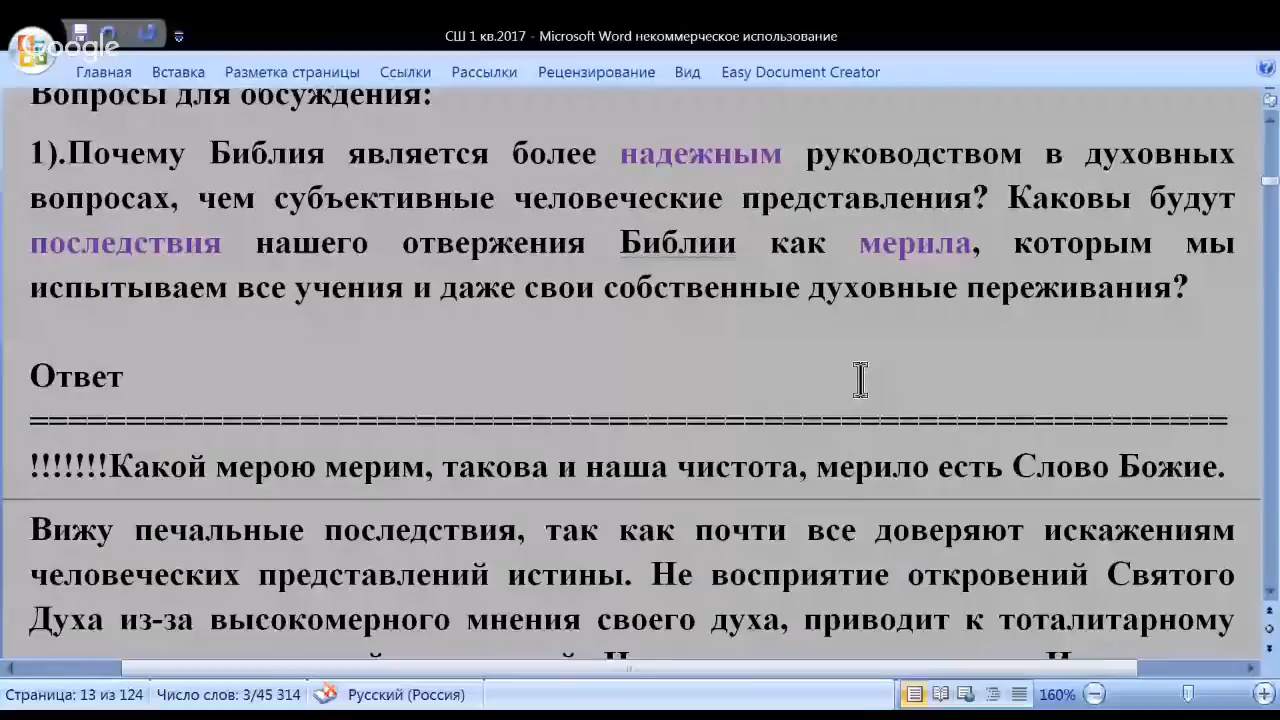 Google
СШ 1 кв.2017 - Microsoft Word некоммерческое использование
Главная Вставка Разметка страницы Ссылки Рассылки Рецензирование Вид Easy Document Creator
Вопросы для обсуждения:
1).Почему Библия является более надежным руководством в духовных
вопросах, чем субъективные человеческие представления? Каковы будут
последствия нашего отвержения Библии как мерила, которым мы
испытываем все учения и даже свои собственные духовные переживания?
Ответ
==================================================================
!!!!!!!Какой мерою мерим, такова и наша чистота, мерило есть Слово Божие.
Вижу печальные последствия, так как почти все доверяют искажениям
человеческих представлений истины. Не восприятие откровений Святого
Духа из-за высокомерного мнения своего духа, приводит к тоталитарному
Страница: 13 из 124 Число слов: 3/45 314 Русский (Россия) 160%